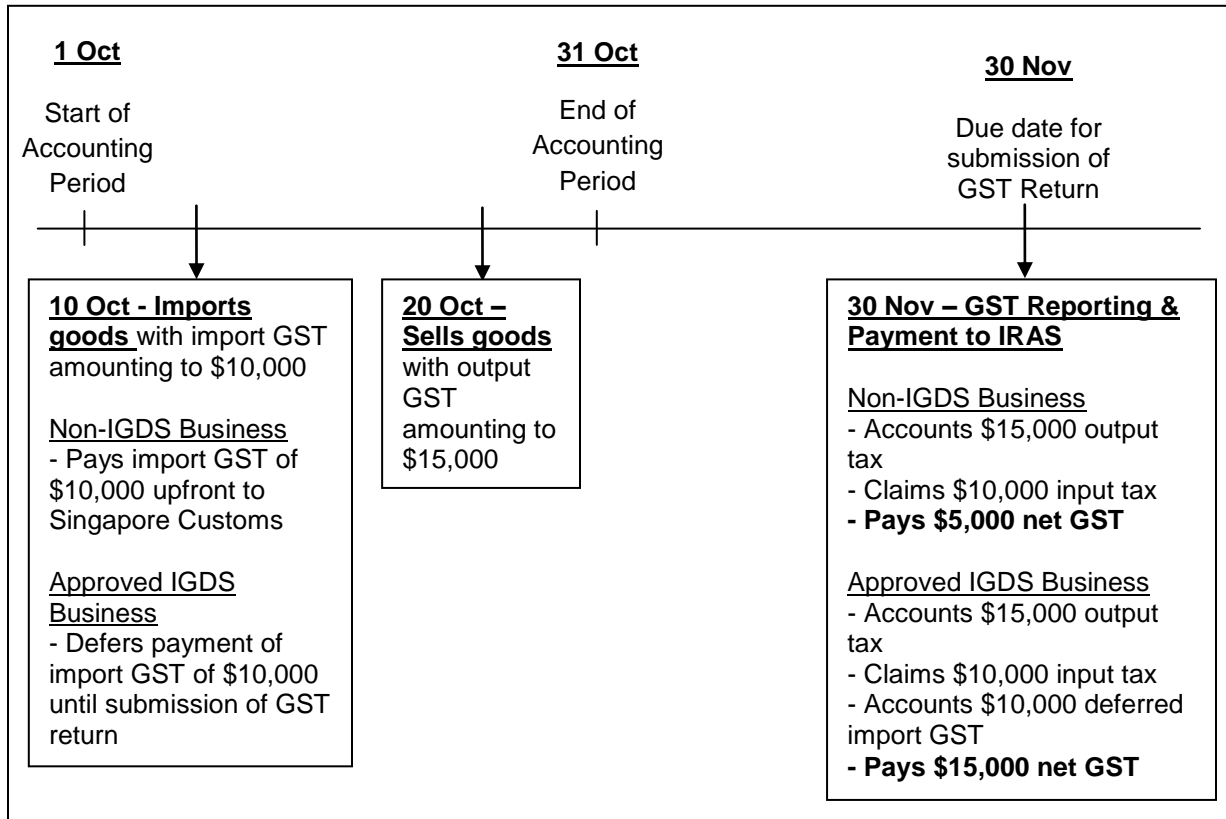 1 Oct
Start of
Accounting
Period
31 Oct
End of
Accounting
Period
30 Nov
Due date for
submission of
GST Return
10 Oct - Imports
goods with import GST
amounting to $10,000
Non-IGDS Business
- Pays import GST of
$10,000 upfront to
Singapore Customs
Approved IGDS
Business
- Defers payment of
import GST of $10,000
until submission of GST
return
20 Oct –
Sells goods
with output
GST
amounting to
$15,000
30 Nov – GST Reporting &
Payment to IRAS
Non-IGDS Business
- Accounts $15,000 output
tax
- Claims $10,000 input tax
- Pays $5,000 net GST
Approved IGDS Business
- Accounts $15,000 output
tax
- Claims $10,000 input tax
- Accounts $10,000 deferred
import GST
- Pays $15,000 net GST